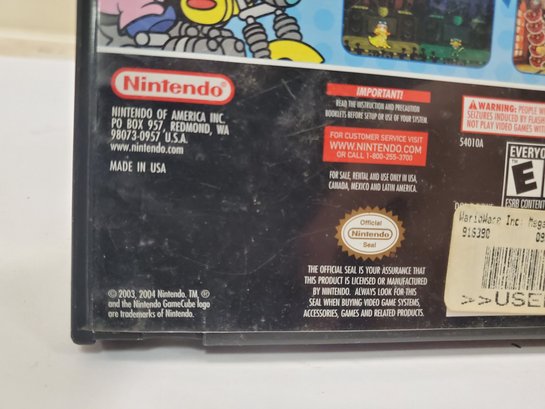 Nintendo
NINTENDO OF AMERICA INC.
PO BOX 957, REDMOND, WA
98073-0957 U.S.A.
www.nintendo.com
MADE IN USA
© 2003, 2004 Nintendo. TM, ®
and the Nintendo GameCube logo
are trademarks of Nintendo.
IMPORTANT!
READ THE INSTRUCTION AND PRECAUTION
BOOKLETS BEFORE SETUP OR USE OF YOUR SYSTEM.
FOR CUSTOMER SERVICE VISIT
WWW.NINTENDO.COM
OR CALL 1-800-255-3700
FOR SALE, RENTAL AND USE ONLY IN USA,
CANADA, MEXICO AND LATIN AMERICA.
Official
Nintendo
Seal
THE OFFICIAL SEAL IS YOUR ASSURANCE THAT
THIS PRODUCT IS LICENSED OR MANUFACTURED
BY NINTENDO. ALWAYS LOOK FOR THIS
SEAL WHEN BUYING VIDEO GAME SYSTEMS,
ACCESSORIES, GAMES AND RELATED PRODUCTS.
WARNING: PEOPLE
SEIZURES INDUCED BY
NOT PLAY VIDEO GAMES
54010A
EVERYO
E
ESRB CONTENT
WarioWare Inc. Mega
916390
>>USE